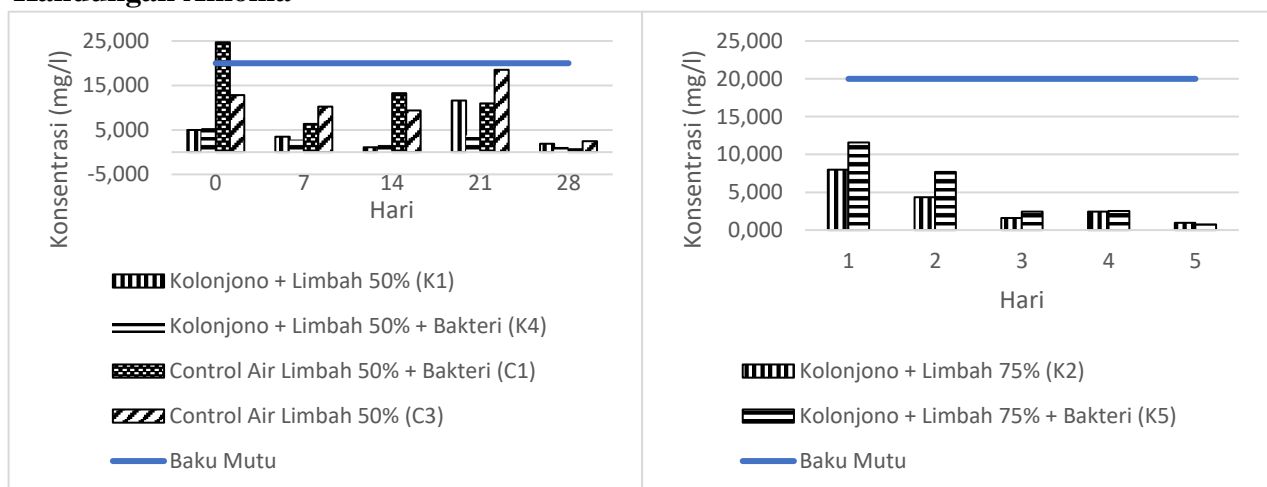 25,000
15,000
5,000
-5,000
Konsentrasi (mg/l)
0 7 14 21 28
Hari
Kolonjono + Limbah 50% (K1)
Kolonjono + Limbah 50% + Bakteri (K4)
Control Air Limbah 50% + Bakteri (C1)
Control Air Limbah 50% (C3)
Baku Mutu
25,000
20,000
15,000
10,000
5,000
0,000
Konsentrasi (mg/l)
1 2 3 4 5
Hari
Kolonjono + Limbah 75% (K2)
Kolonjono + Limbah 75% + Bakteri (K5)
Baku Mutu